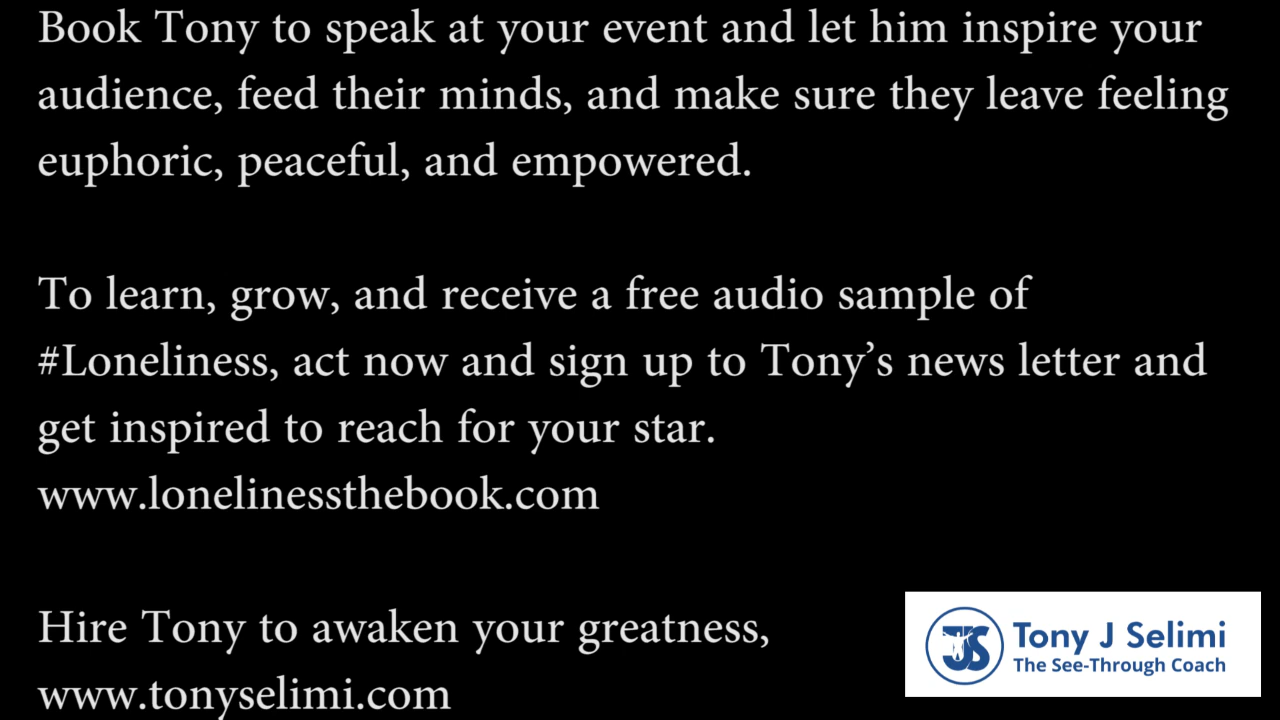 Book Tony to speak at your event and let him inspire your
audience, feed their minds, and make sure they leave feeling
euphoric, peaceful, and empowered.
To learn, grow, and receive a free audio sample of
#Loneliness, act now and sign up to Tony’s news letter and
get inspired to reach for your star.
www.lonelinessthebook.com
Hire Tony to awaken your greatness,
www.tonyselimi.com
TJS
Tony J Selimi
The See-Through Coach